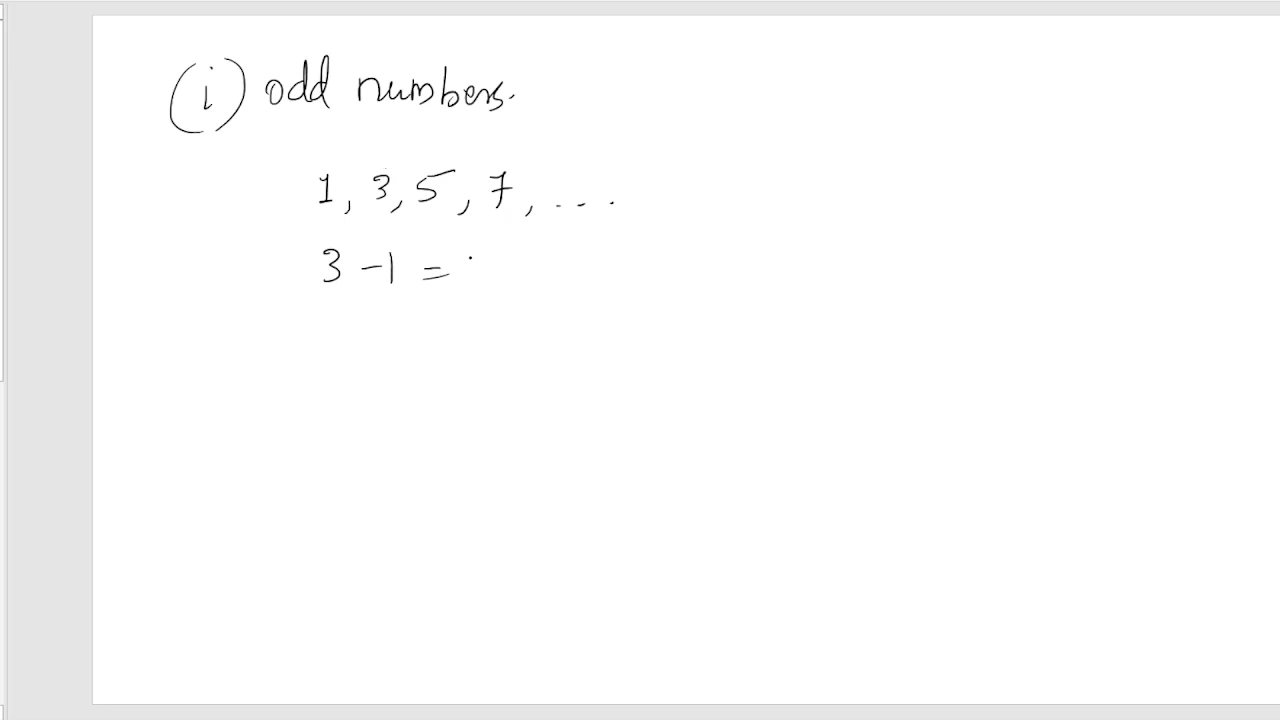 (i) odd numbers.
1, 3, 5, 7, ...
3 - 1 =